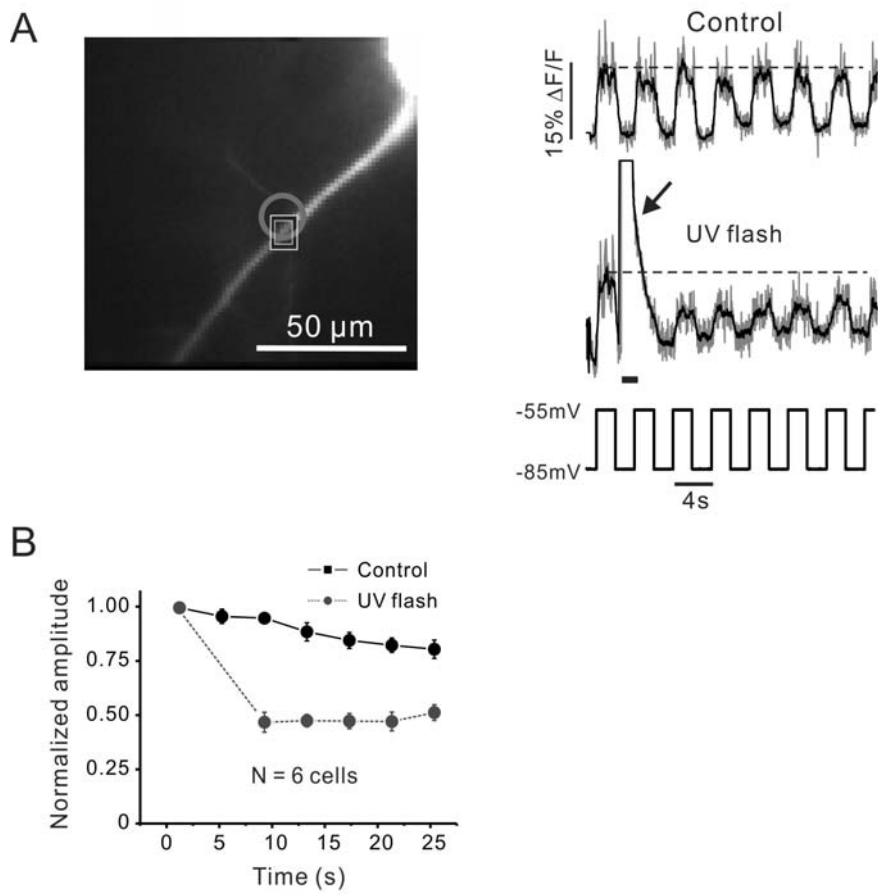 A
50 µm
Control
15% ΔF/F
UV flash
-55mV
-85mV
4s
B
Control
UV flash
Normalized amplitude
1.00
0.75
0.50
0.25
0
N = 6 cells
0 5 10 15 20 25
Time (s)